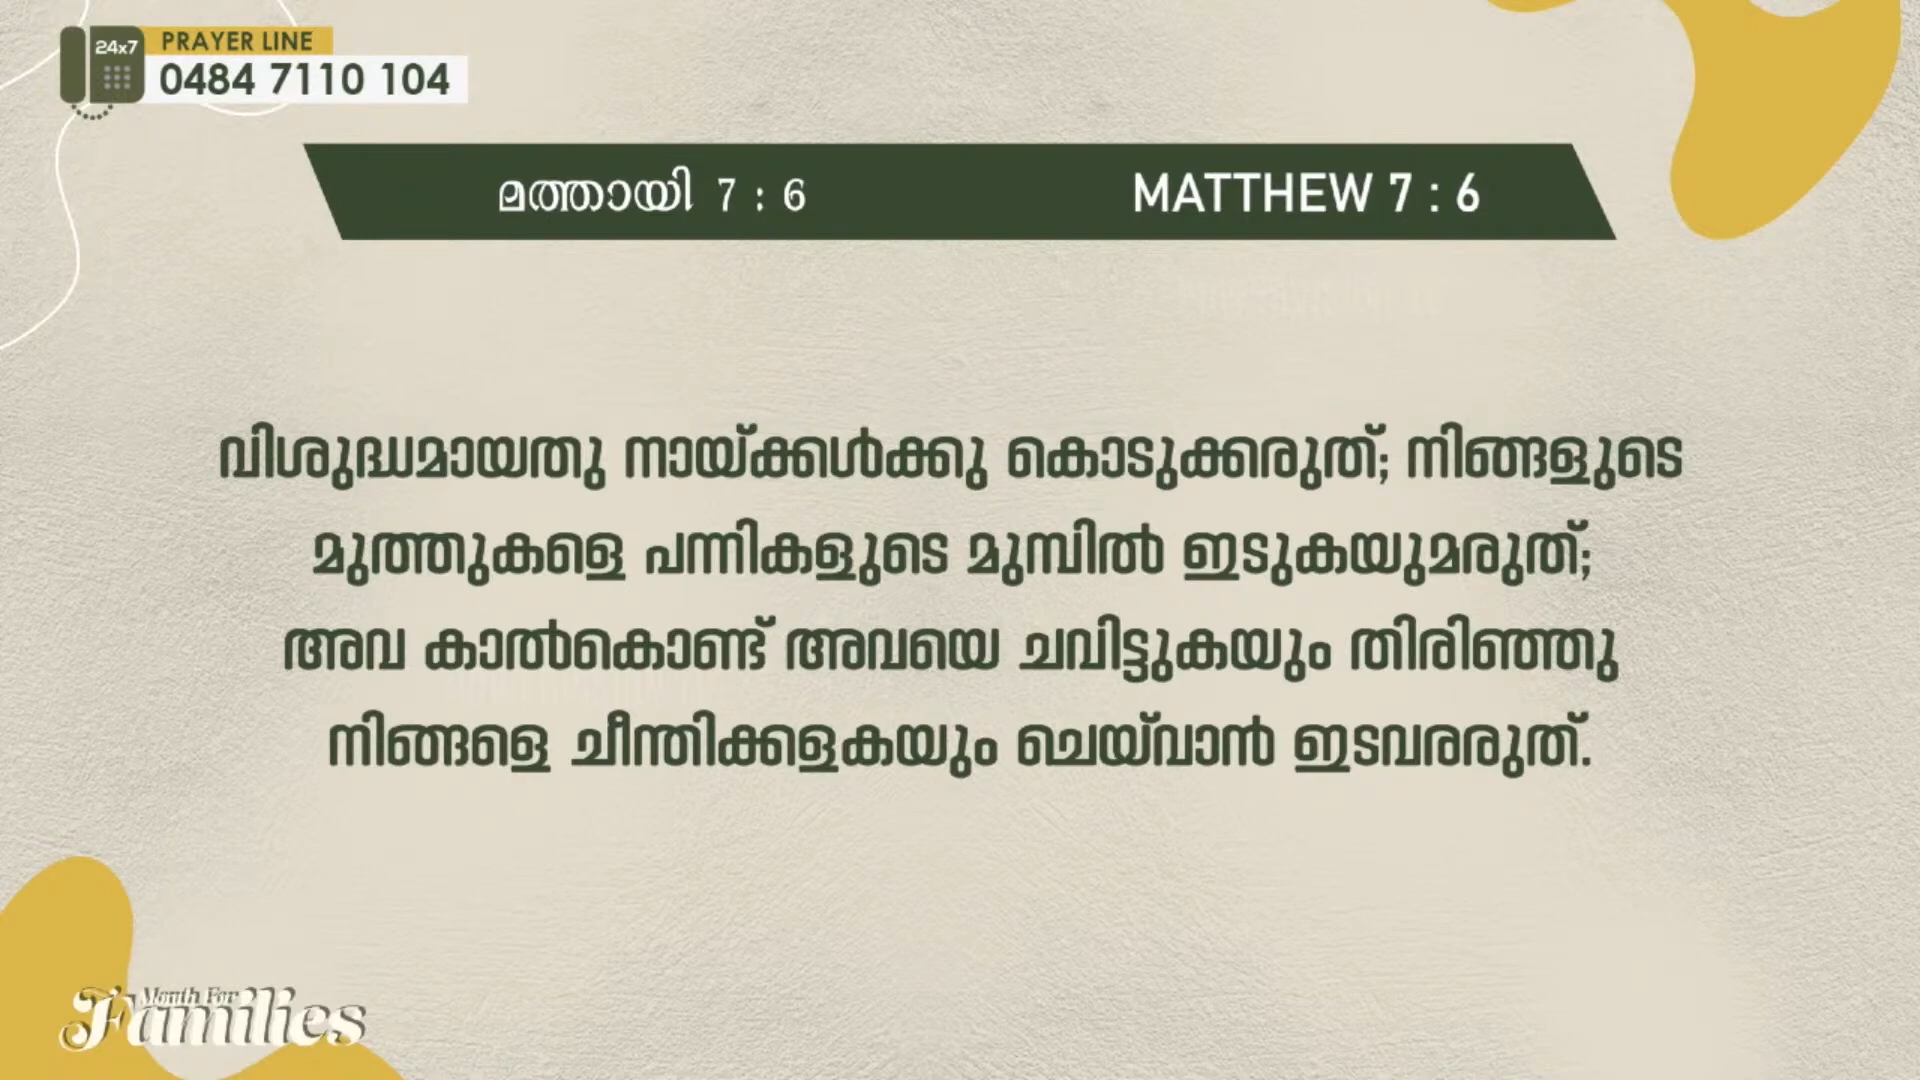 24x7 PRAYER LINE
0484 7110 104
മത്തായി 7 : 6 MATTHEW 7 : 6
വിശുദ്ധമായതു നായ്ക്കൾക്കു കൊടുക്കരുത്; നിങ്ങളുടെ
മുത്തുകളെ പന്നികളുടെ മുമ്പിൽ ഇടുകയുമരുത്;
അവ കാൽകൊണ്ട് അവയെ ചവിട്ടുകയും തിരിഞ്ഞു
നിങ്ങളെ ചീന്തിക്കളകയും ചെയ്‌വാൻ ഇടവരരുത്.
Month For
Families